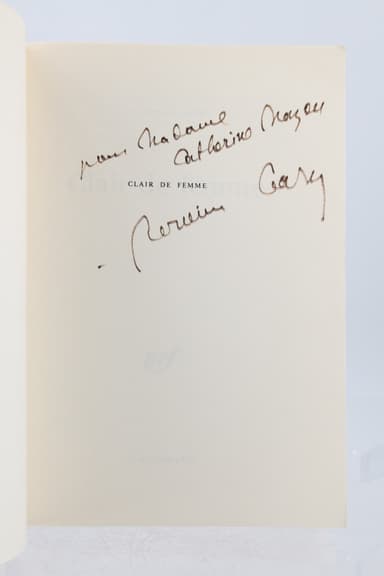 pour Madame
Catherine
CLAIR DE FEMME
Romain Gary